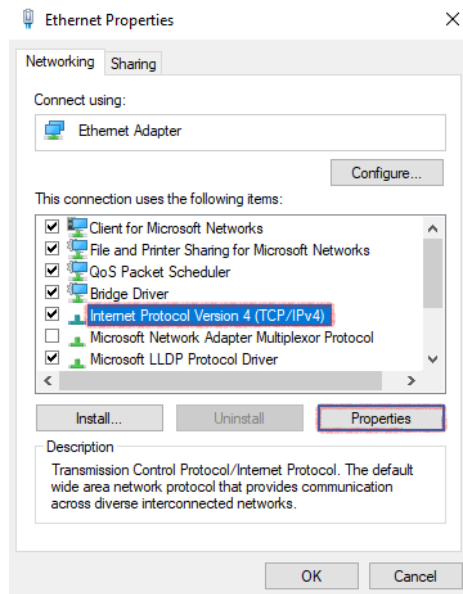 Ethernet Properties
Networking
Sharing
Connect using:
Ethernet Adapter
Configure...
This connection uses the following items:
Client for Microsoft Networks
File and Printer Sharing for Microsoft Networks
QoS Packet Scheduler
Bridge Driver
Internet Protocol Version 4 (TCP/IPv4)
Microsoft Network Adapter Multiplexor Protocol
Microsoft LLDP Protocol Driver
Install...
Uninstall
Properties
Description
Transmission Control Protocol/Internet Protocol. The default
wide area network protocol that provides communication
across diverse interconnected networks.
OK
Cancel